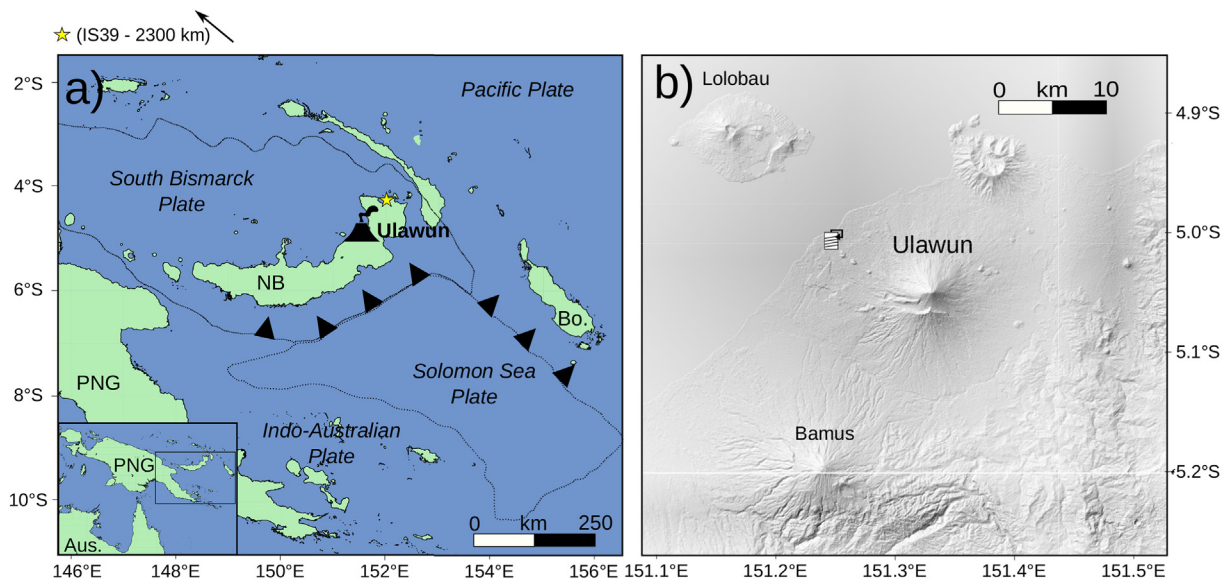 (IS39 - 2300 km)
a)
Pacific Plate
South Bismarck
Plate
Ulawun
NB
Bo.
PNG
Solomon Sea
Plate
Indo-Australian
Plate
PNG
Aus.
0 km 250
2°S
4°S
6°S
8°S
10°S
146°E 148°E 150°E 152°E 154°E 156°E
b)
Lolobau
0 km 10
Ulawun
Bamus
4.9°S
5.0°S
5.1°S
5.2°S
151.1°E 151.2°E 151.3°E 151.4°E 151.5°E